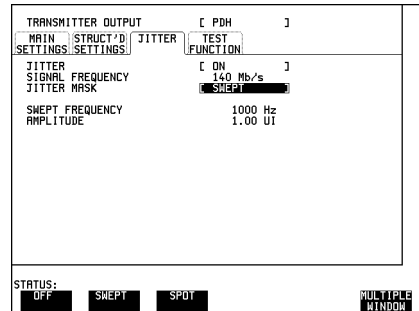 TRANSMITTER OUTPUT [ PDH ]
MAIN SETTINGS STRUCT'D SETTINGS JITTER TEST FUNCTION
JITTER [ ON ]
SIGNAL FREQUENCY 140 Mb/s
JITTER MASK [ SWEPT ]
SWEPT FREQUENCY 1000 Hz
AMPLITUDE 1.00 UI
STATUS:
OFF SWEPT SPOT MULTIPLE WINDOW